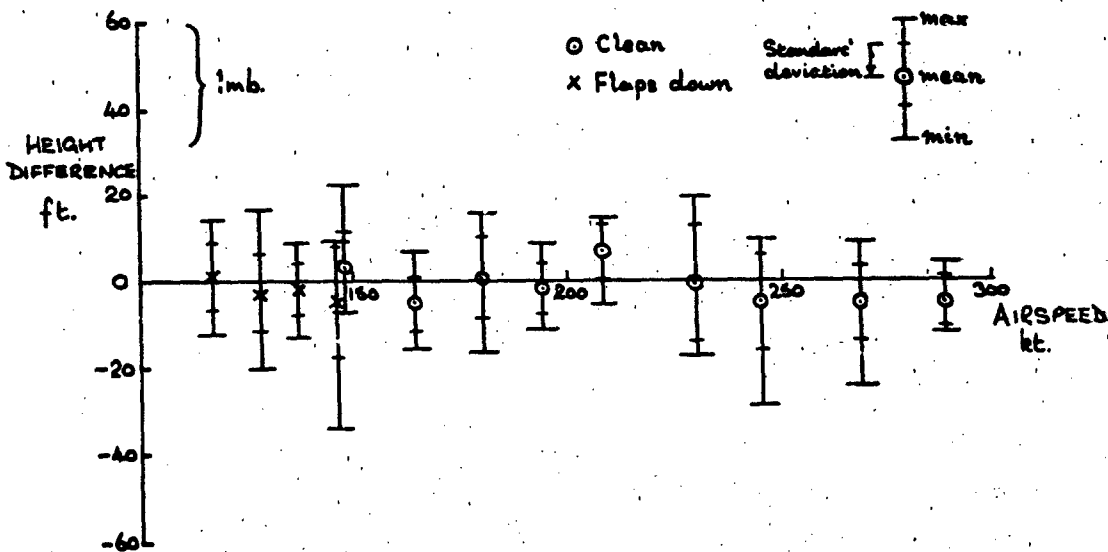 60
40
20
0
-20
-40
-60
HEIGHT
DIFFERENCE
ft.
1mb.
⊙ Clean
× Flaps down
Standard
deviation
max
mean
min
150
200
250
300
AIRSPEED
kt.